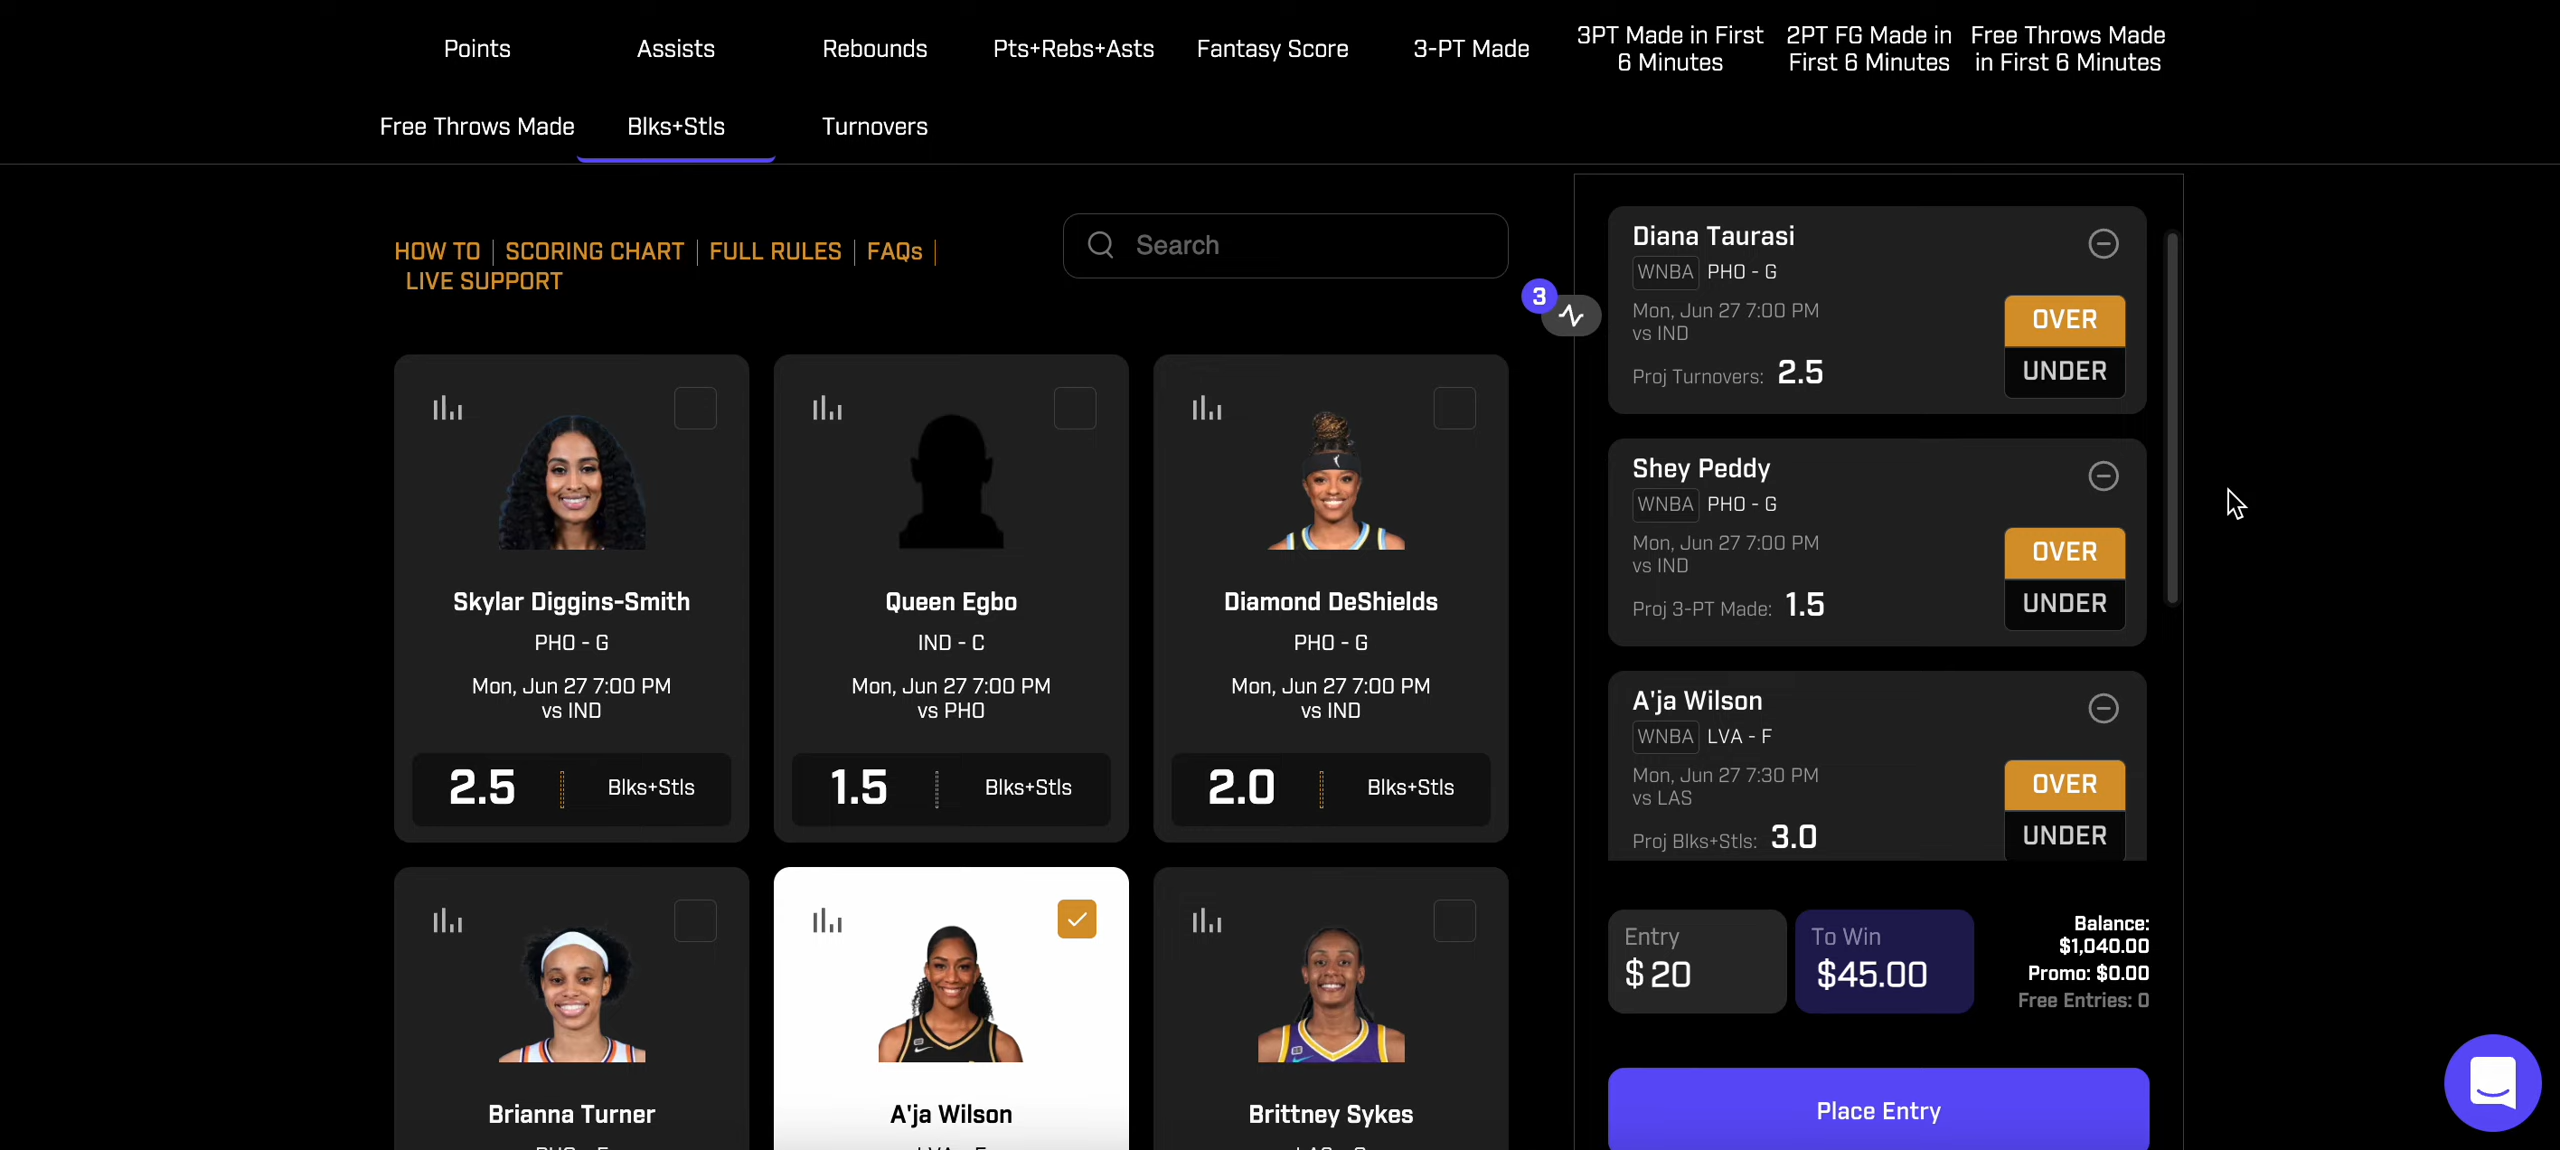 Points
Assists
Rebounds
Pts+Rebs+Asts
Fantasy Score
3-PT Made
3PT Made in First
6 Minutes
2PT FG Made in
First 6 Minutes
Free Throws Made
in First 6 Minutes
Free Throws Made
Blks+Stls
Turnovers
HOW TO | SCORING CHART | FULL RULES | FAQs |
LIVE SUPPORT
Search
3
Skylar Diggins-Smith
PHO - G
Mon, Jun 27 7:00 PM
vs IND
2.5
Blks+Stls
Queen Egbo
IND - C
Mon, Jun 27 7:00 PM
vs PHO
1.5
Blks+Stls
Diamond DeShields
PHO - G
Mon, Jun 27 7:00 PM
vs IND
2.0
Blks+Stls
Brianna Turner
A'ja Wilson
Brittney Sykes
Diana Taurasi
WNBA PHO - G
Mon, Jun 27 7:00 PM
vs IND
Proj Turnovers: 2.5
OVER
UNDER
Shey Peddy
WNBA PHO - G
Mon, Jun 27 7:00 PM
vs IND
Proj 3-PT Made: 1.5
OVER
UNDER
A'ja Wilson
WNBA LVA - F
Mon, Jun 27 7:30 PM
vs LAS
Proj Blks+Stls: 3.0
OVER
UNDER
Entry
$ 20
To Win
$45.00
Balance:
$1,040.00
Promo: $0.00
Free Entries: 0
Place Entry